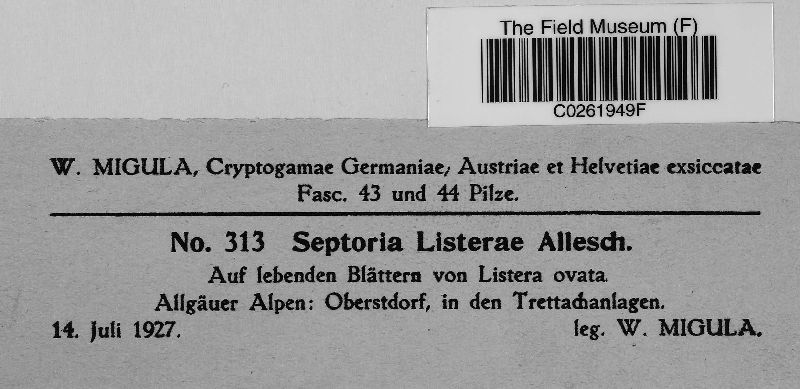 The Field Museum (F)
C0261949F
W. MIGULA, Cryptogamae Germaniae, Austriae et Helvetiae exsiccatae
Fasc. 43 und 44 Pilze.
No. 313 Septoria Listerae Allesch.
Auf lebenden Blättern von Listera ovata.
Allgäuer Alpen: Oberstdorf, in den Trettachanlagen.
14. Juli 1927. leg. W. MIGULA.